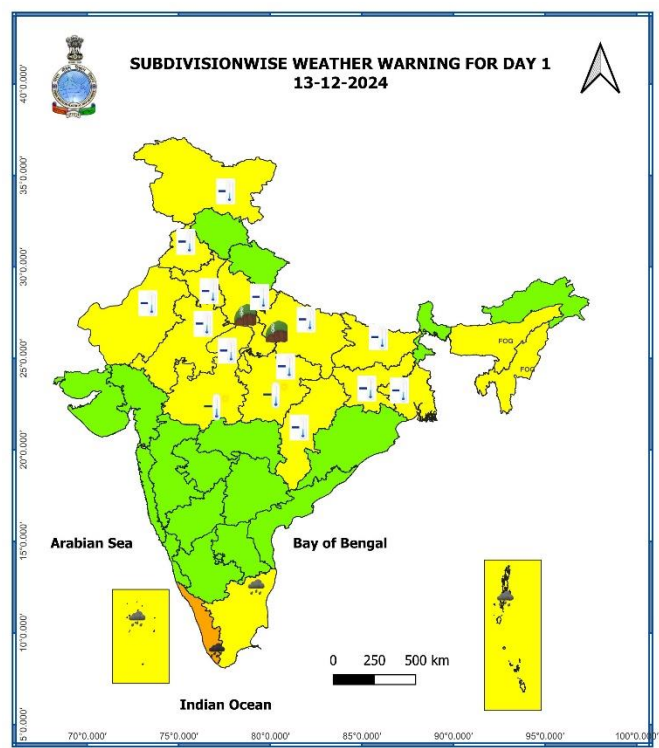 SUBDIVISIONWISE WEATHER WARNING FOR DAY 1
13-12-2024
40°0.000'
35°0.000'
30°0.000'
25°0.000'
20°0.000'
15°0.000'
10°0.000'
5°0.000'
FOG
FOG
Arabian Sea
Bay of Bengal
0 250 500 km
Indian Ocean
70°0.000' 75°0.000' 80°0.000' 85°0.000' 90°0.000' 95°0.000' 100°0.000'